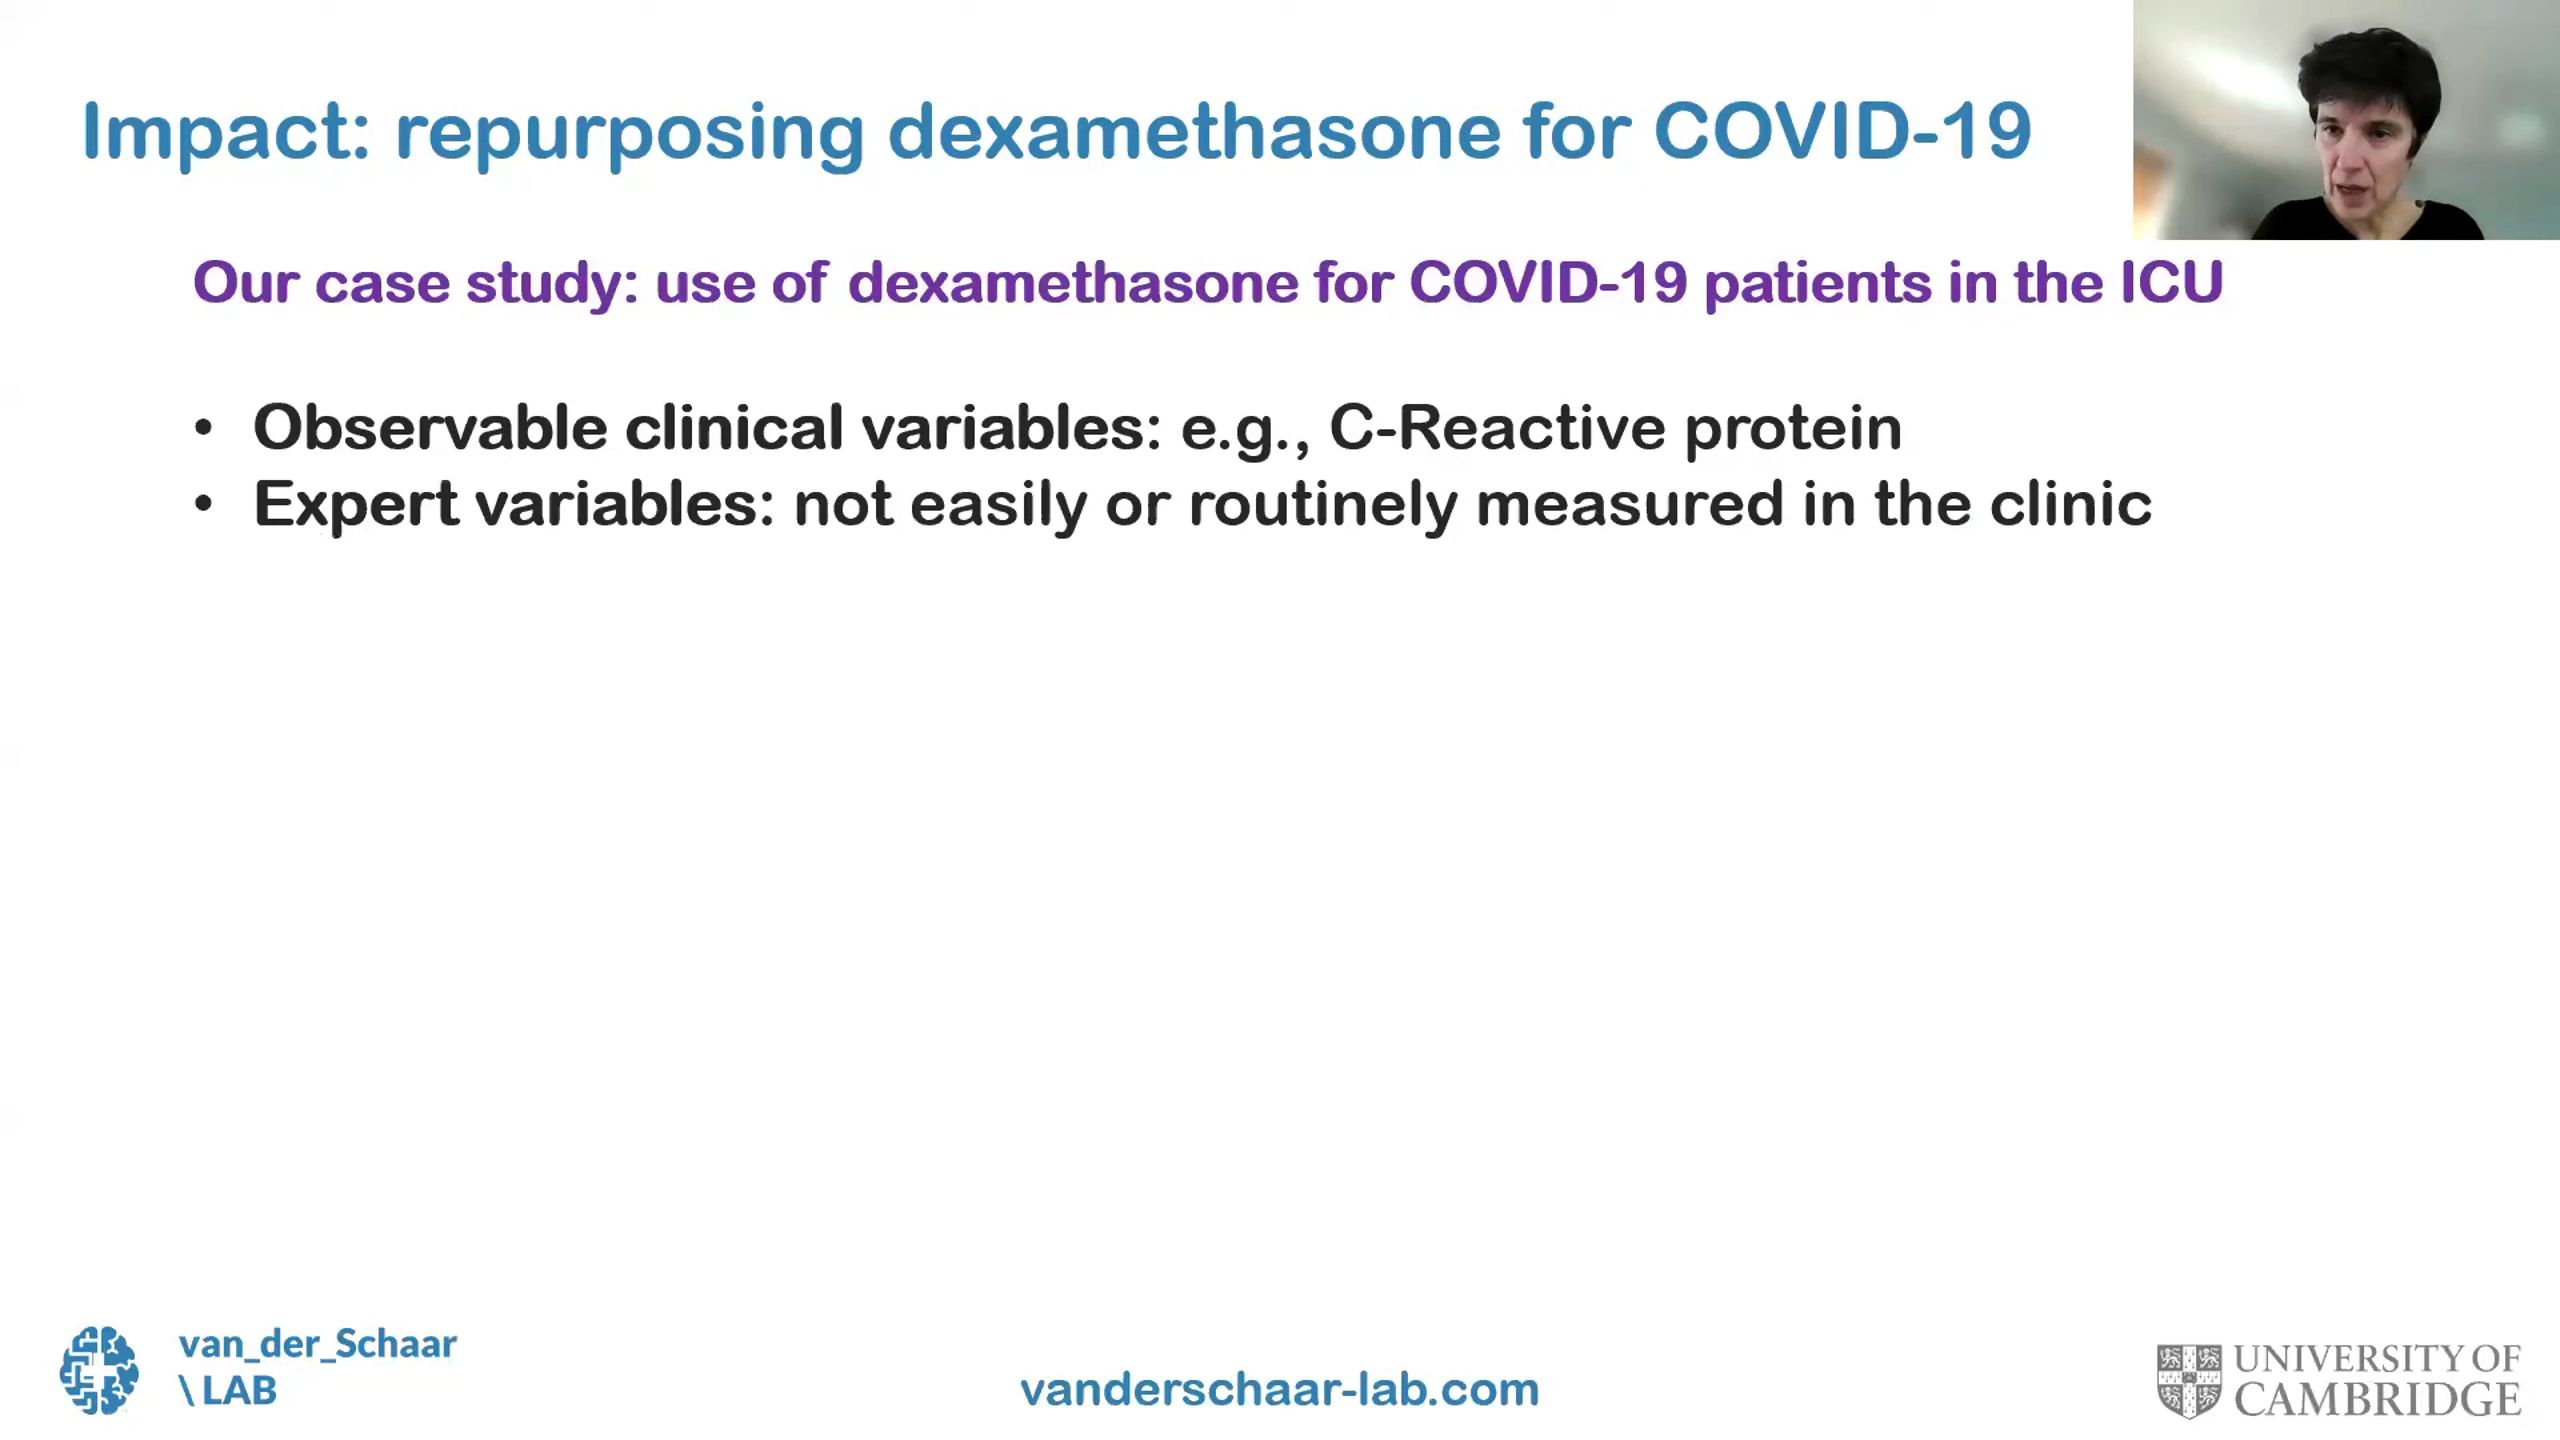 Impact: repurposing dexamethasone for COVID-19
Our case study: use of dexamethasone for COVID-19 patients in the ICU
• Observable clinical variables: e.g., C-Reactive protein
• Expert variables: not easily or routinely measured in the clinic
van_der_Schaar
\ LAB
vanderschaar-lab.com
UNIVERSITY OF
CAMBRIDGE